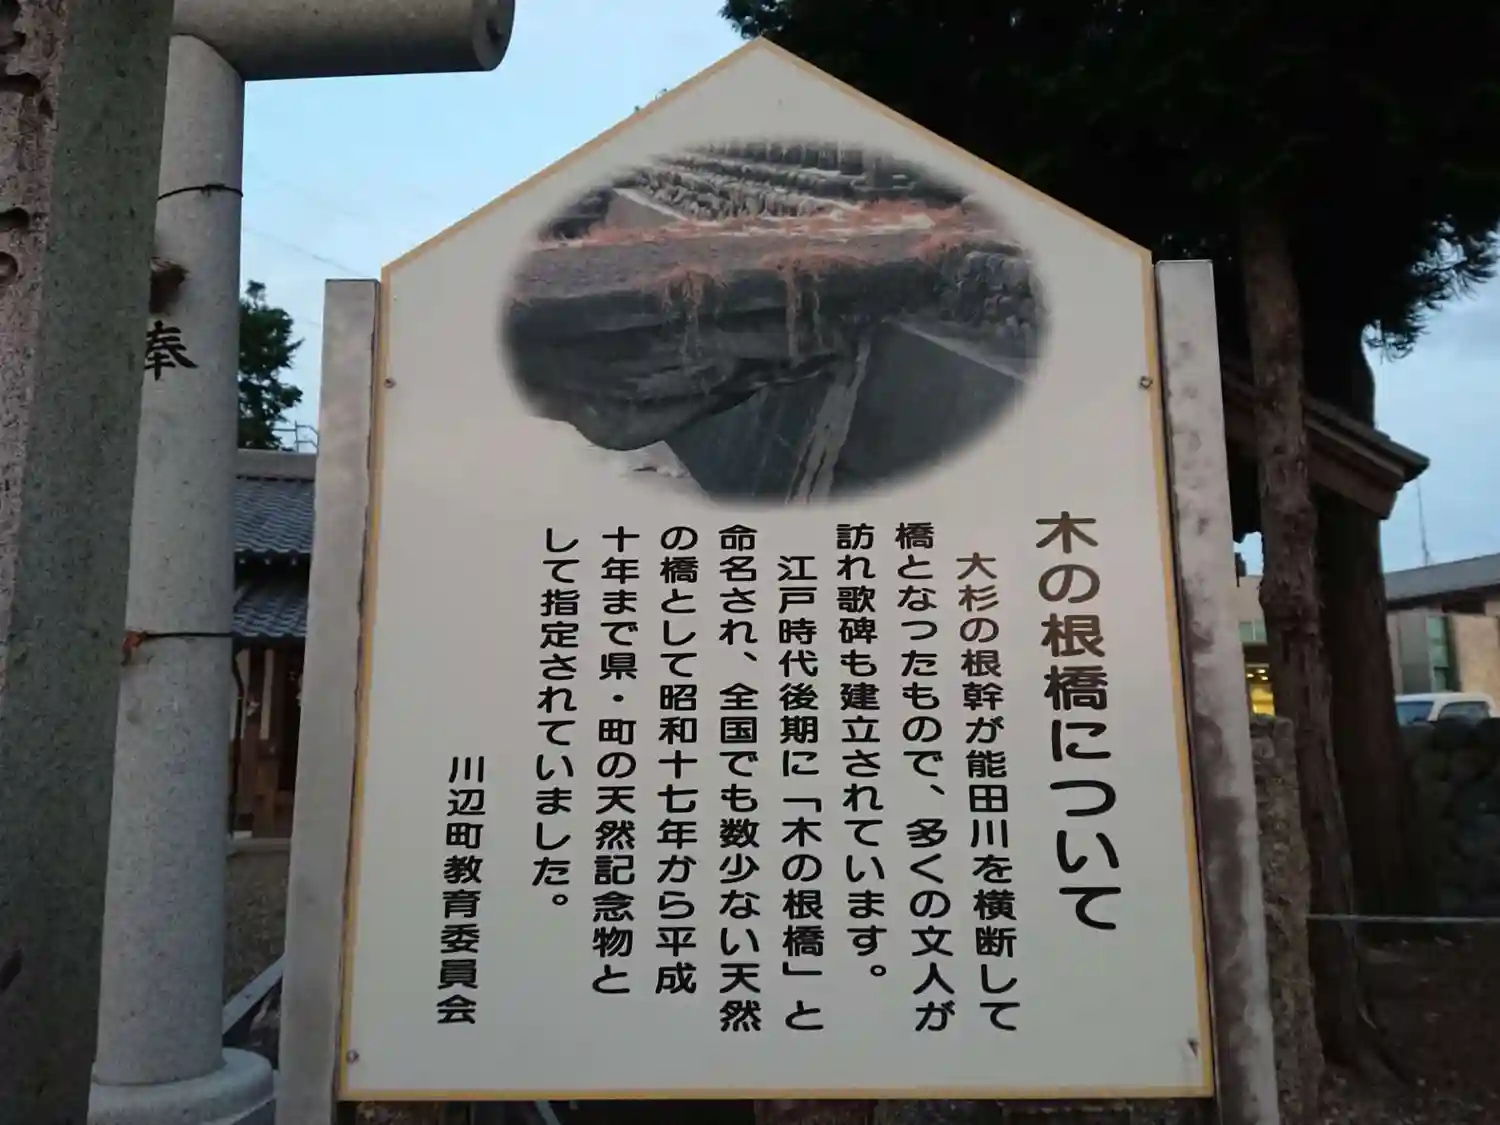 木の根橋について
大杉の根幹が能田川を横断して
橋となったもので、多くの文人が
訪れ歌碑も建立されています。
江戸時代後期に「木の根橋」と
命名され、全国でも数少ない天然
の橋として昭和十七年から平成
十年まで県・町の天然記念物と
して指定されていました。
川辺町教育委員会
奉